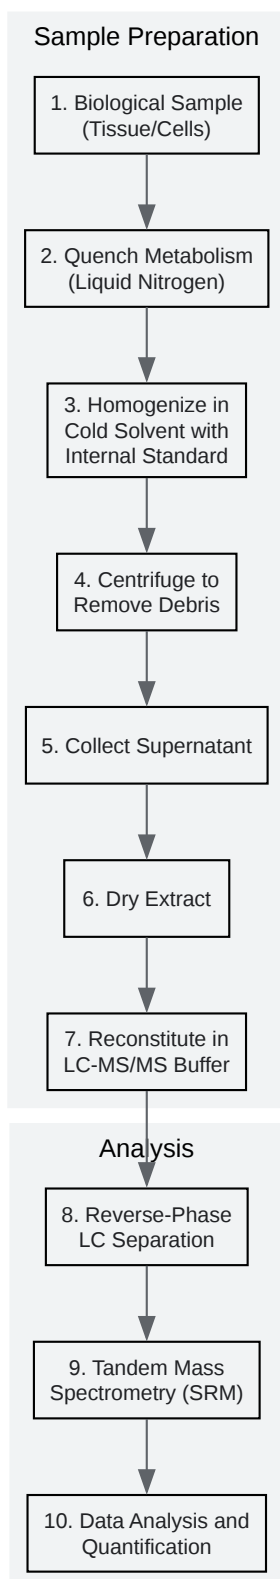 Sample Preparation
1. Biological Sample
(Tissue/Cells)
2. Quench Metabolism
(Liquid Nitrogen)
3. Homogenize in
Cold Solvent with
Internal Standard
4. Centrifuge to
Remove Debris
5. Collect Supernatant
6. Dry Extract
7. Reconstitute in
LC-MS/MS Buffer
Analysis
8. Reverse-Phase
LC Separation
9. Tandem Mass
Spectrometry (SRM)
10. Data Analysis and
Quantification